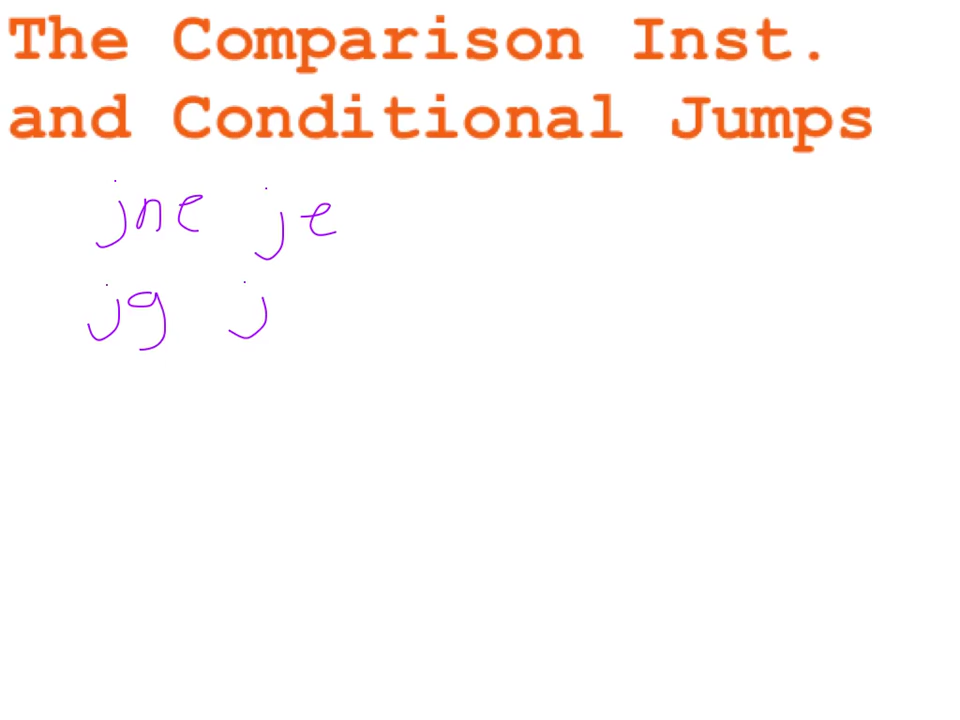 The Comparison Inst.
and Conditional Jumps
jne je
jg j